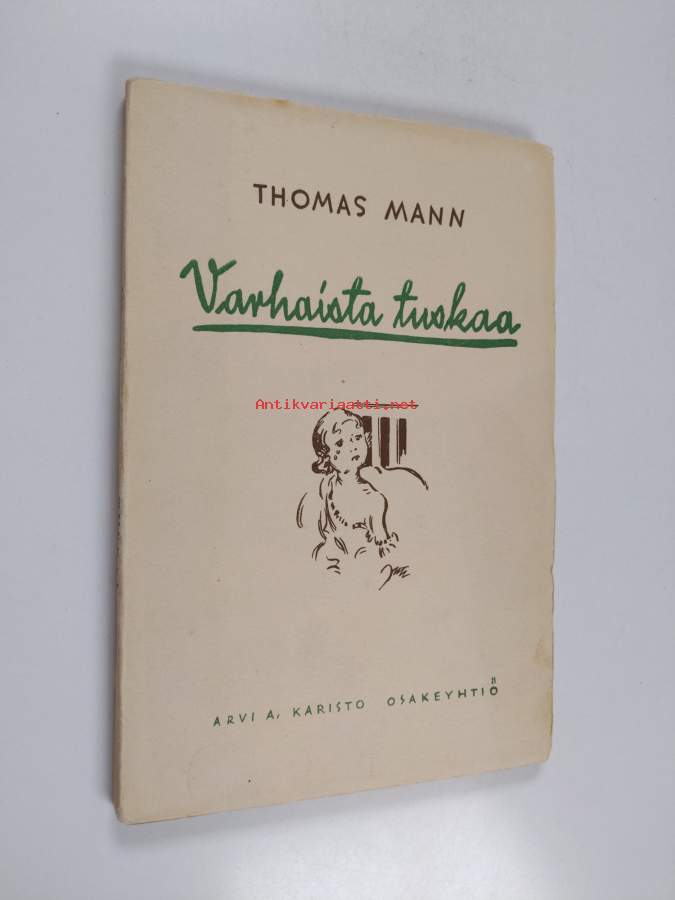 THOMAS MANN
Varhaista tuskaa
Antikvariaatti.net
ARVI A. KARISTO OSAKEYHTIÖ